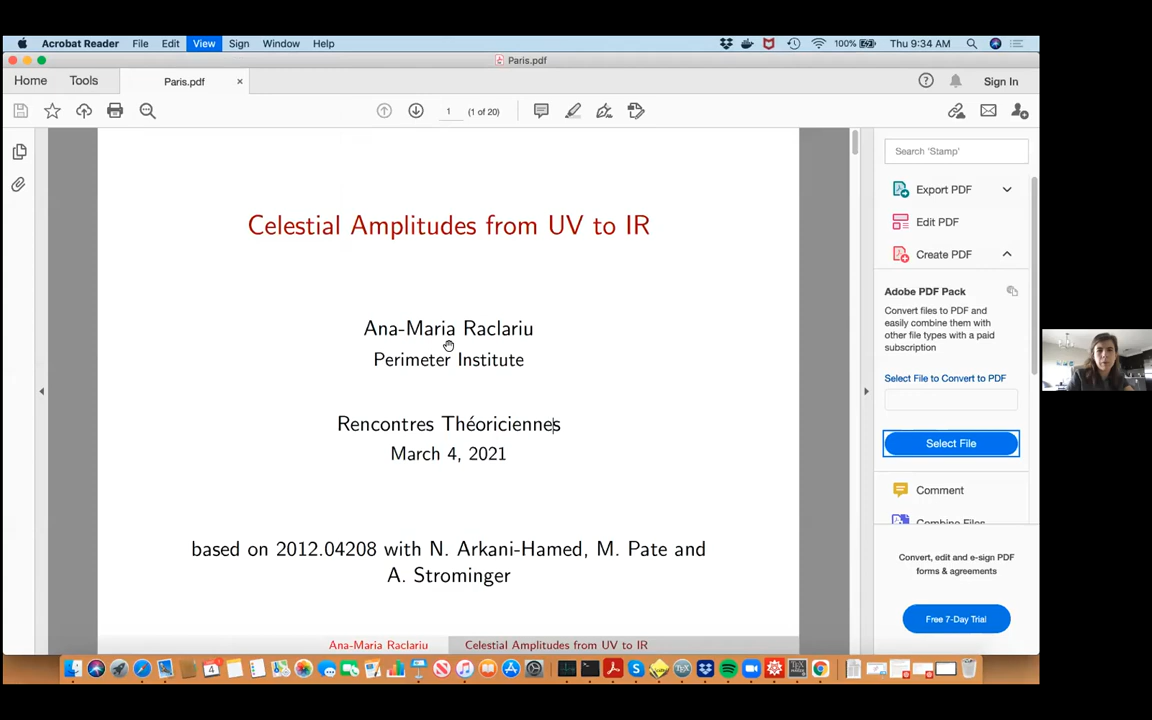 Acrobat Reader File Edit View Sign Window Help 100% Thu 9:34 AM
Paris.pdf
Home Tools Paris.pdf × Sign In
1 (1 of 20)
Search 'Stamp'
Export PDF
Edit PDF
Create PDF
Adobe PDF Pack
Convert files to PDF and
easily combine them with
other file types with a paid
subscription
Select File to Convert to PDF
Select File
Comment
Combine Files
Convert, edit and e-sign PDF
forms & agreements
Free 7-Day Trial
Celestial Amplitudes from UV to IR
Ana-Maria Raclariu
Perimeter Institute
Rencontres Théoriciennes
March 4, 2021
based on 2012.04208 with N. Arkani-Hamed, M. Pate and
A. Strominger
Ana-Maria Raclariu Celestial Amplitudes from UV to IR